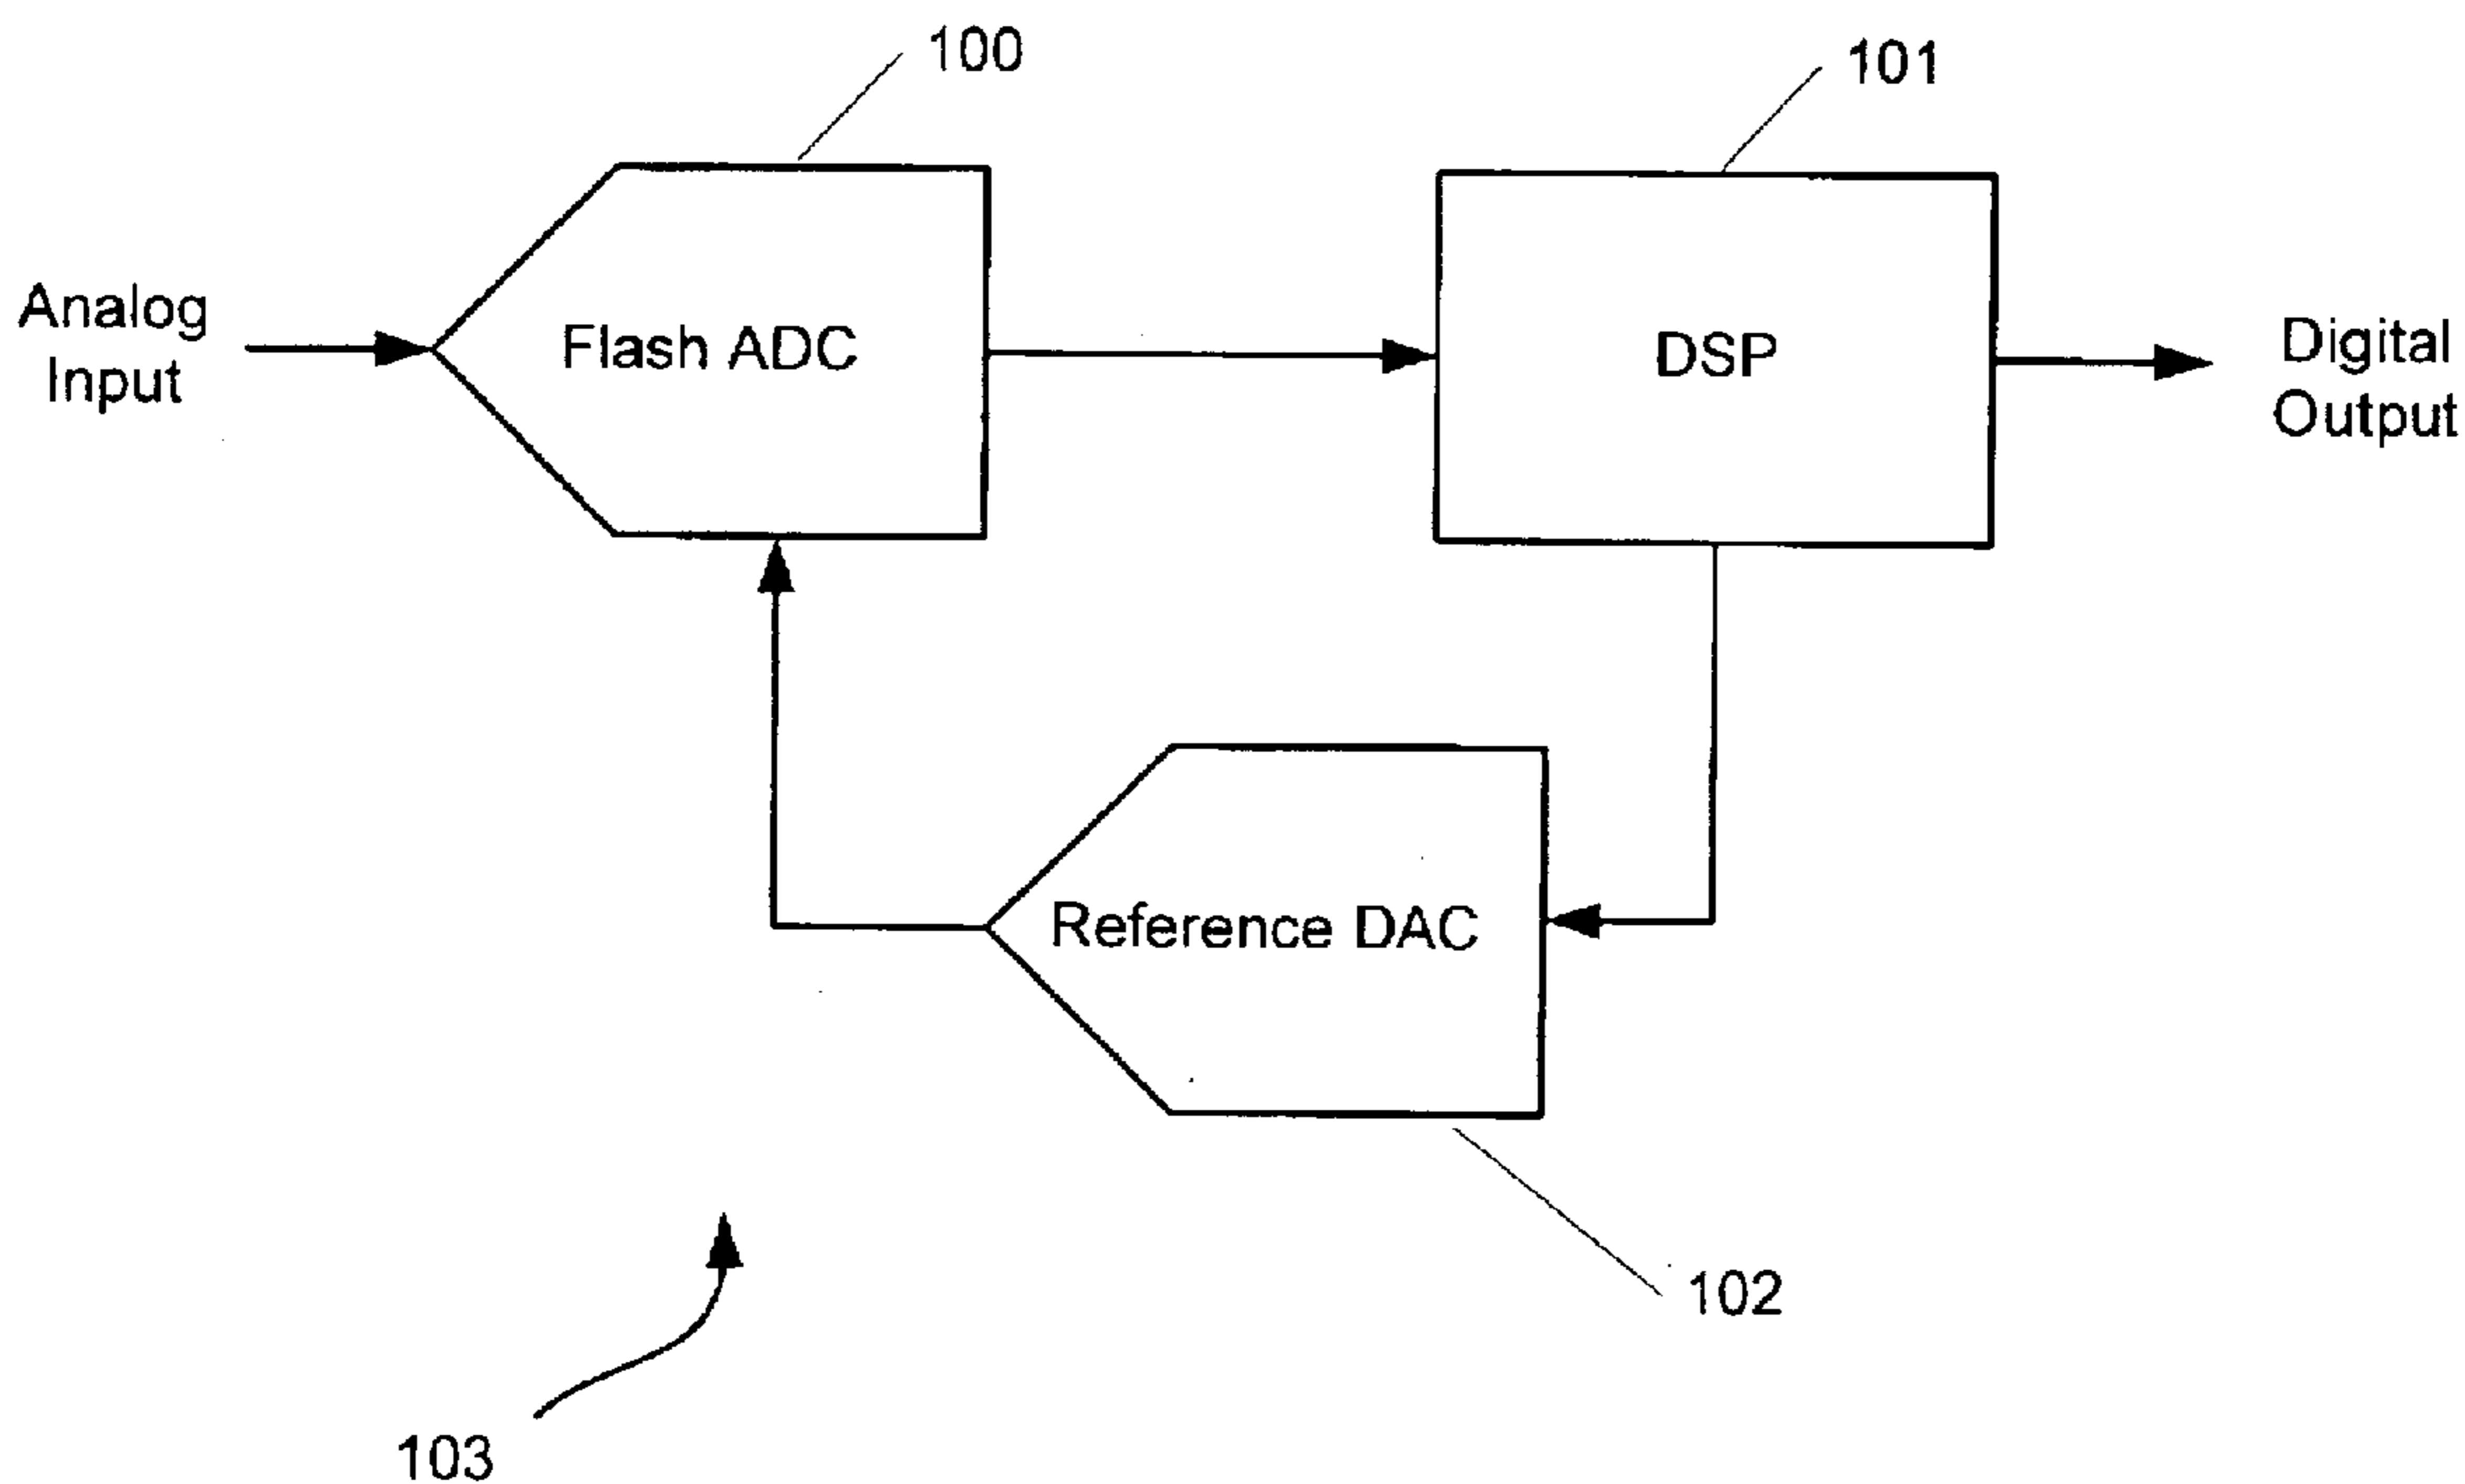 100
101
Analog
Input
Flash ADC
DSP
Digital
Output
Reference DAC
102
103